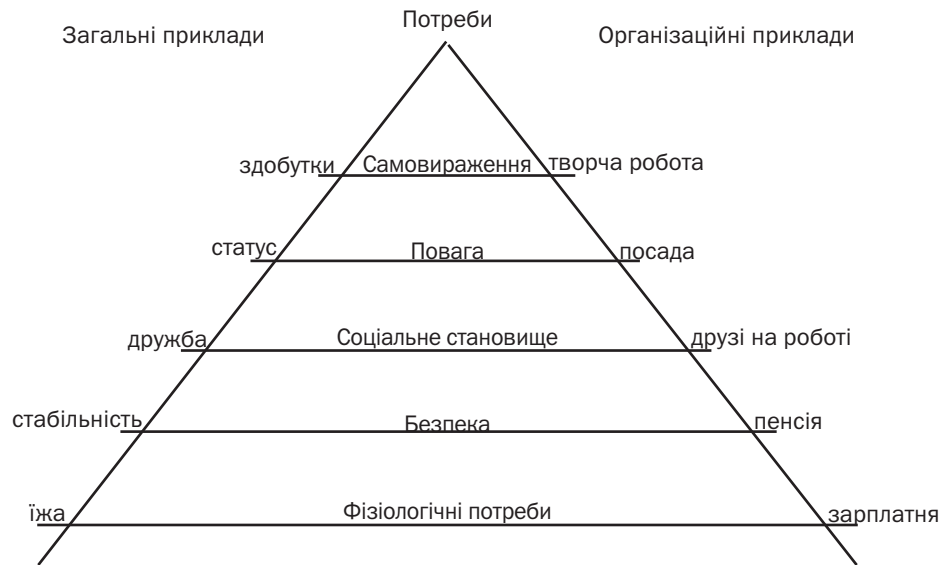 Потреби
Загальні приклади
Організаційні приклади
здобутки Самовираження творча робота
статус Повага посада
дружба Соціальне становище друзі на роботі
стабільність Безпека пенсія
їжа Фізіологічні потреби зарплатня